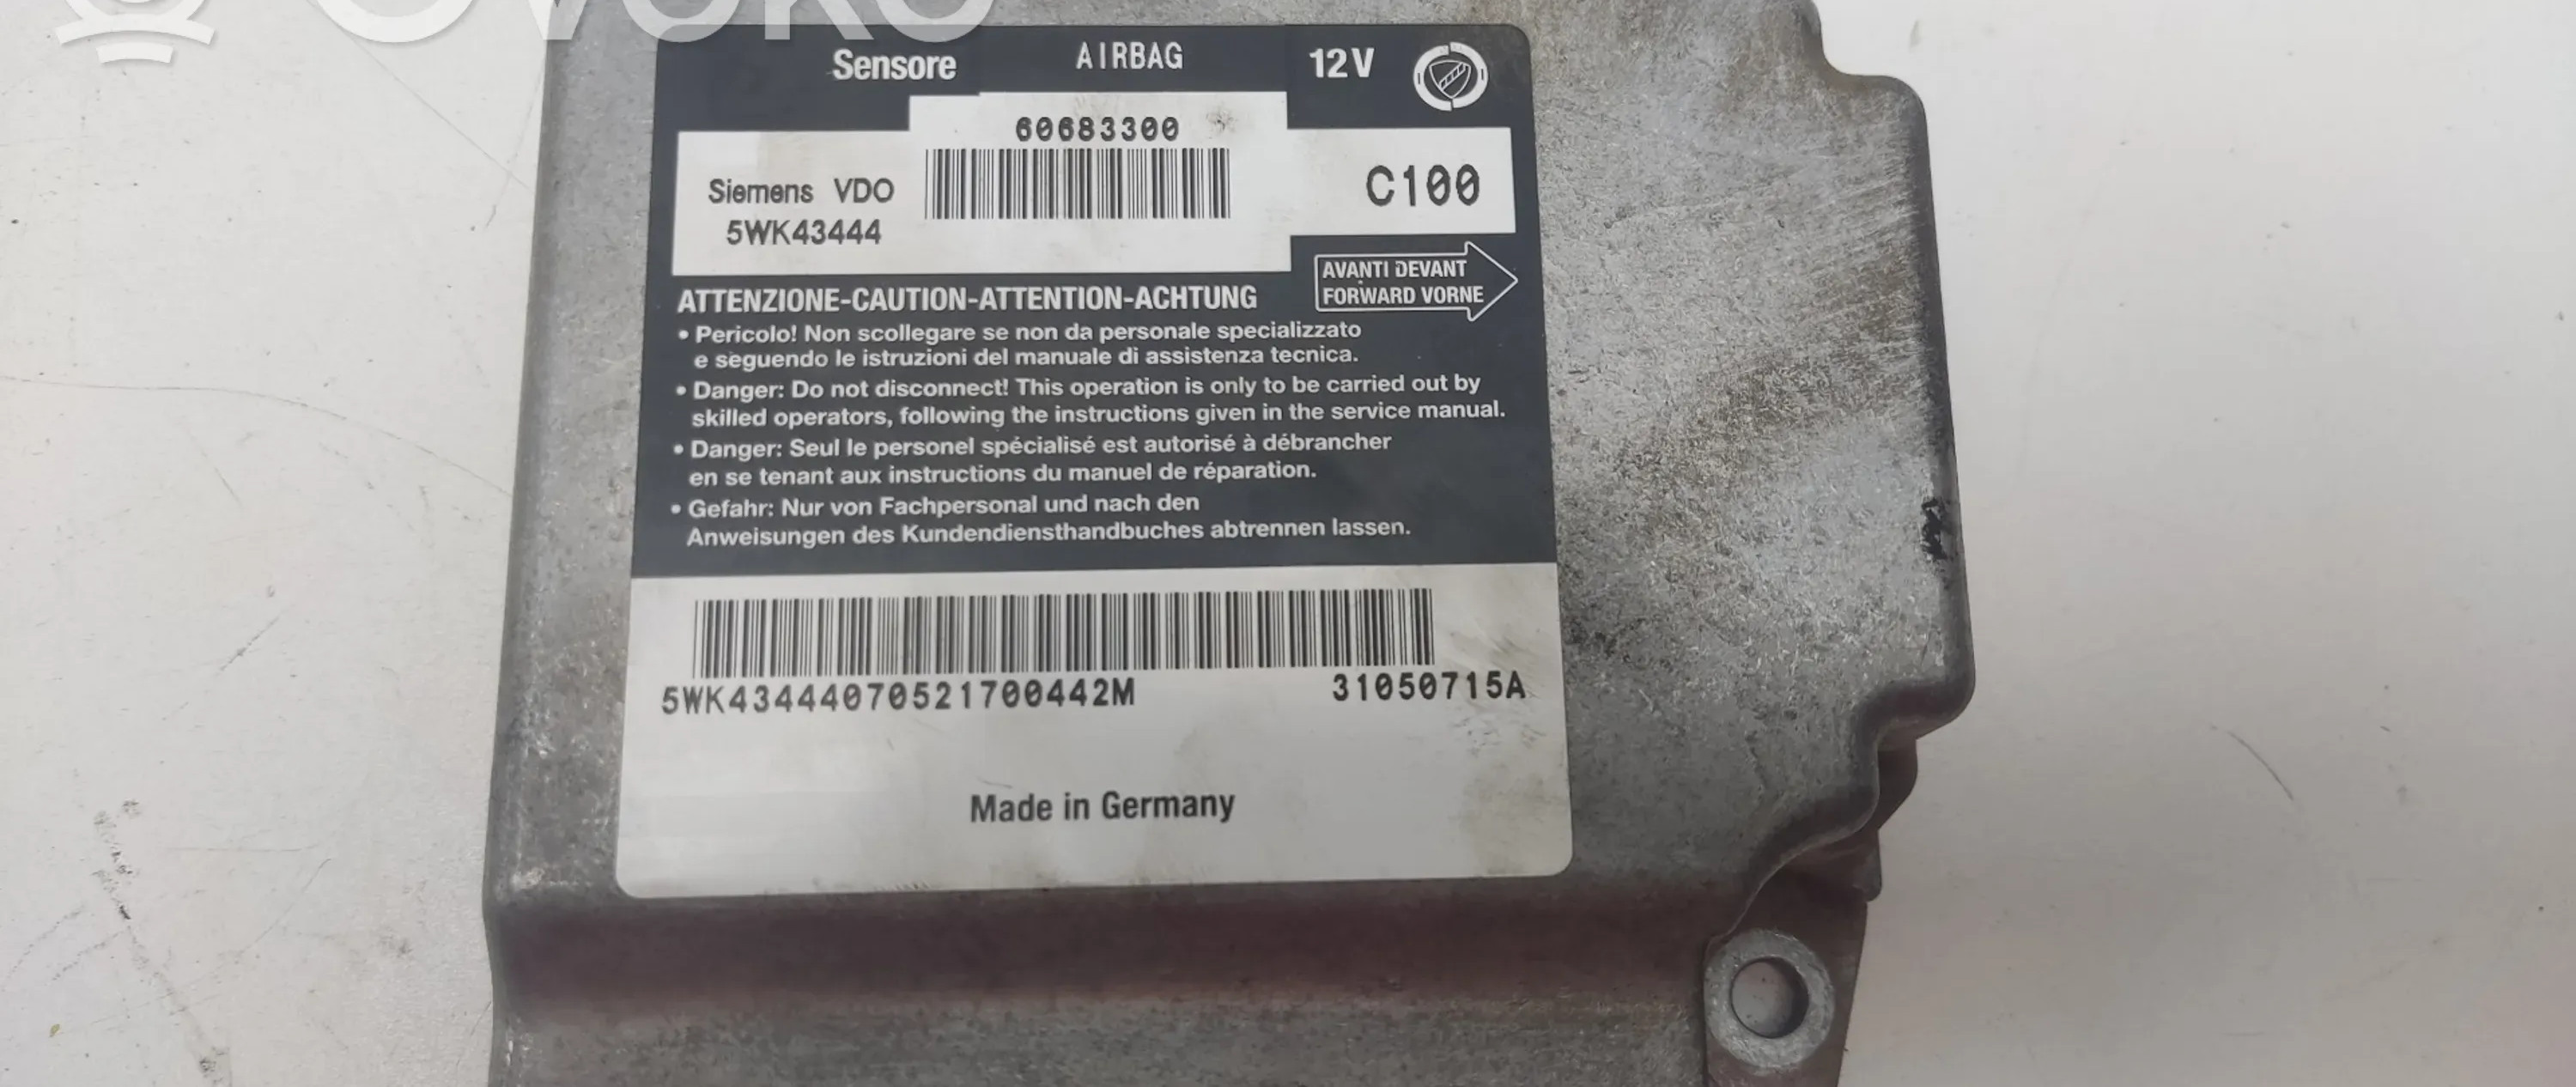 OVOKO
Sensore AIRBAG 12V
60683300
Siemens VDO
5WK43444
C100
AVANTI DEVANT
FORWARD VORNE
ATTENZIONE-CAUTION-ATTENTION-ACHTUNG
• Pericolo! Non scollegare se non da personale specializzato
e seguendo le istruzioni del manuale di assistenza tecnica.
• Danger: Do not disconnect! This operation is only to be carried out by
skilled operators, following the instructions given in the service manual.
• Danger: Seul le personel spécialisé est autorisé à débrancher
en se tenant aux instructions du manuel de réparation.
• Gefahr: Nur von Fachpersonal und nach den
Anweisungen des Kundendiensthandbuches abtrennen lassen.
5WK43444070521700442M 31050715A
Made in Germany